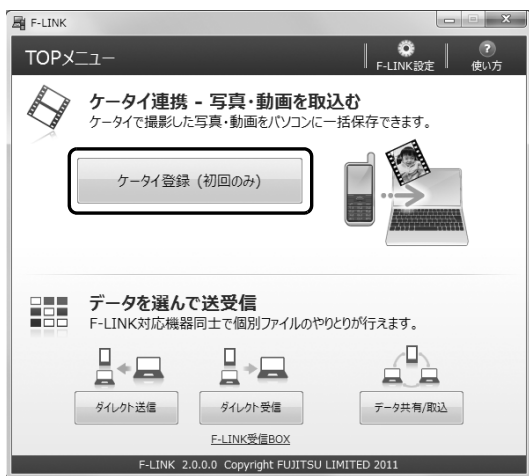 F-LINK
TOPメニュー
F-LINK設定
使い方
ケータイ連携 - 写真・動画を取込む
ケータイで撮影した写真・動画をパソコンに一括保存できます。
ケータイ登録 (初回のみ)
データを選んで送受信
F-LINK対応機器同士で個別ファイルのやりとりが行えます。
ダイレクト送信
ダイレクト受信
データ共有/取込
F-LINK受信BOX
F-LINK 2.0.0.0 Copyright FUJITSU LIMITED 2011